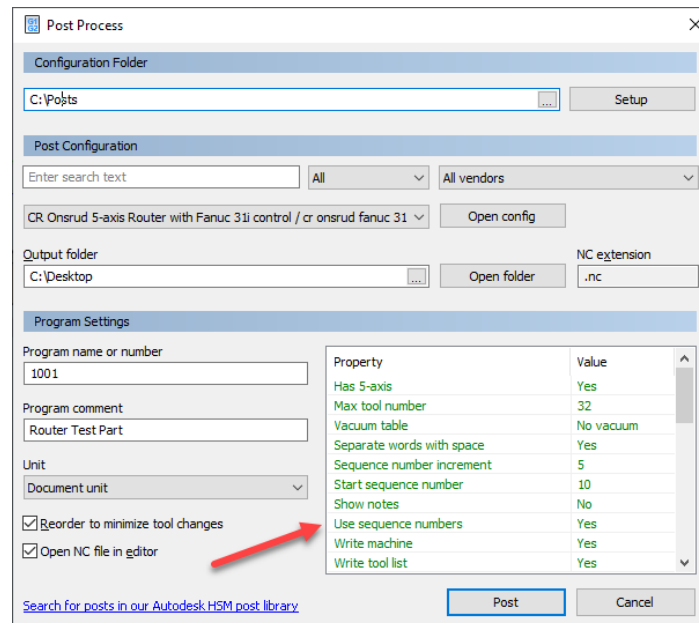 G1
G2
Post Process
Configuration Folder
C:\Posts
...
Setup
Post Configuration
Enter search text
All
All vendors
CR Onsrud 5-axis Router with Fanuc 31i control / cr onsrud fanuc 31
Open config
Output folder
NC extension
C:\Desktop
...
Open folder
.nc
Program Settings
Program name or number
1001
Program comment
Router Test Part
Unit
Document unit
Reorder to minimize tool changes
Open NC file in editor
Property Value
Has 5-axis Yes
Max tool number 32
Vacuum table No vacuum
Separate words with space Yes
Sequence number increment 5
Start sequence number 10
Show notes No
Use sequence numbers Yes
Write machine Yes
Write tool list Yes
Search for posts in our Autodesk HSM post library
Post
Cancel